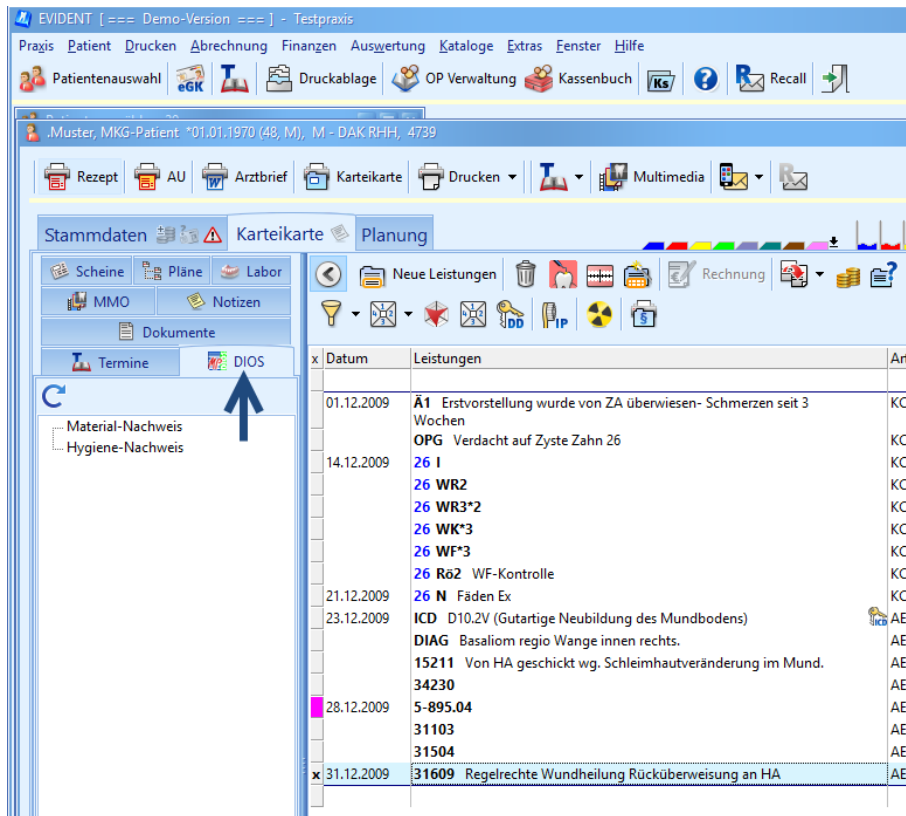 EVIDENT [ === Demo-Version === ] - Testpraxis
Praxis Patient Drucken Abrechnung Finanzen Auswertung Kataloge Extras Fenster Hilfe
Patientenauswahl eGK Druckablage OP Verwaltung Kassenbuch Ks Recall
.Muster, MKG-Patient *01.01.1970 (48, M), M - DAK RHH, 4739
Rezept AU Arztbrief Karteikarte Drucken Multimedia
Stammdaten Karteikarte Planung
Scheine Pläne Labor
Neue Leistungen Rechnung
MMO Notizen
DD IP
Dokumente
Termine DIOS
x Datum Leistungen
Material-Nachweis
Hygiene-Nachweis
01.12.2009 Ä1 Erstvorstellung wurde von ZA überwiesen- Schmerzen seit 3
Wochen
OPG Verdacht auf Zyste Zahn 26
14.12.2009 26 I
26 WR2
26 WR3*2
26 WK*3
26 WF*3
26 Rö2 WF-Kontrolle
21.12.2009 26 N Fäden Ex
23.12.2009 ICD D10.2V (Gutartige Neubildung des Mundbodens) ICD
DIAG Basaliom regio Wange innen rechts.
15211 Von HA geschickt wg. Schleimhautveränderung im Mund.
34230
28.12.2009 5-895.04
31103
31504
x 31.12.2009 31609 Regelrechte Wundheilung Rücküberweisung an HA